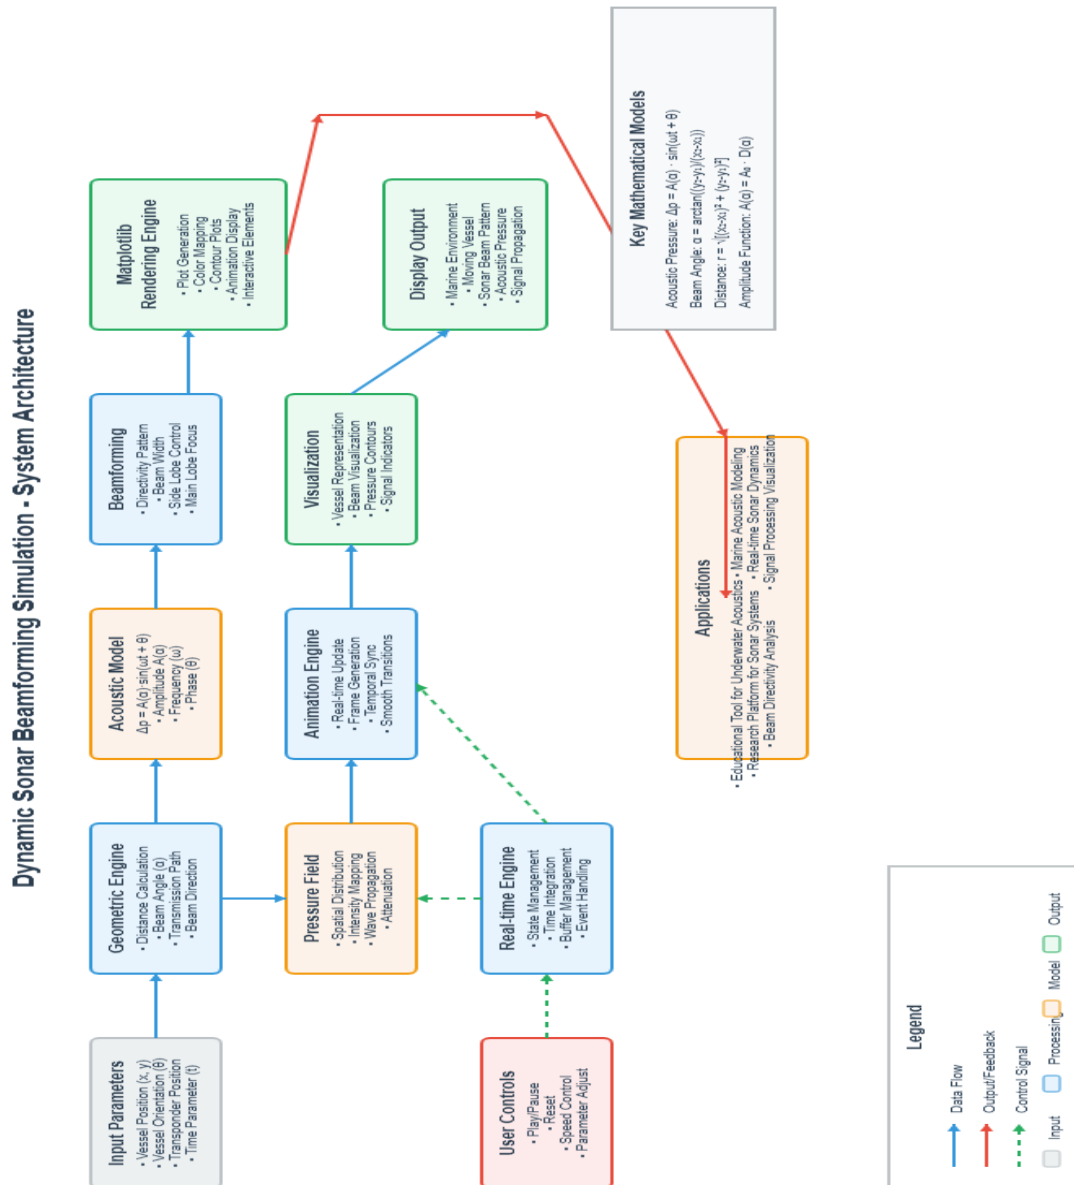 Dynamic Sonar Beamforming Simulation - System Architecture
Input Parameters
• Vessel Position (x, y)
• Vessel Orientation (θ)
• Transponder Position
• Time Parameter (t)
Geometric Engine
• Distance Calculation
• Beam Angle (α)
• Transmission Path
• Beam Direction
Acoustic Model
Δp = A(α)·sin(ωt + θ)
• Amplitude A(α)
• Frequency (ω)
• Phase (θ)
Beamforming
• Directivity Pattern
• Beam Width
• Side Lobe Control
• Main Lobe Focus
Matplotlib
Rendering Engine
• Plot Generation
• Color Mapping
• Contour Plots
• Animation Display
• Interactive Elements
Pressure Field
• Spatial Distribution
• Intensity Mapping
• Wave Propagation
• Attenuation
Animation Engine
• Real-time Update
• Frame Generation
• Temporal Sync
• Smooth Transitions
Visualization
• Vessel Representation
• Beam Visualization
• Pressure Contours
• Signal Indicators
Display Output
• Marine Environment
• Moving Vessel
• Sonar Beam Pattern
• Acoustic Pressure
• Signal Propagation
User Controls
• Play/Pause
• Reset
• Speed Control
• Parameter Adjust
Real-time Engine
• State Management
• Time Integration
• Buffer Management
• Event Handling
Key Mathematical Models
Acoustic Pressure: Δp = A(α) · sin(ωt + θ)
Beam Angle: α = arctan((y₂-y₁)/(x₂-x₁))
Distance: r = √[(x₂-x₁)² + (y₂-y₁)²]
Amplitude Function: A(α) = A₀ · D(α)
Applications
• Educational Tool for Underwater Acoustics • Marine Acoustic Modeling
• Research Platform for Sonar Systems • Real-time Sonar Dynamics
• Beam Directivity Analysis • Signal Processing Visualization
Legend
Data Flow
Output/Feedback
Control Signal
Input Processing Model Output